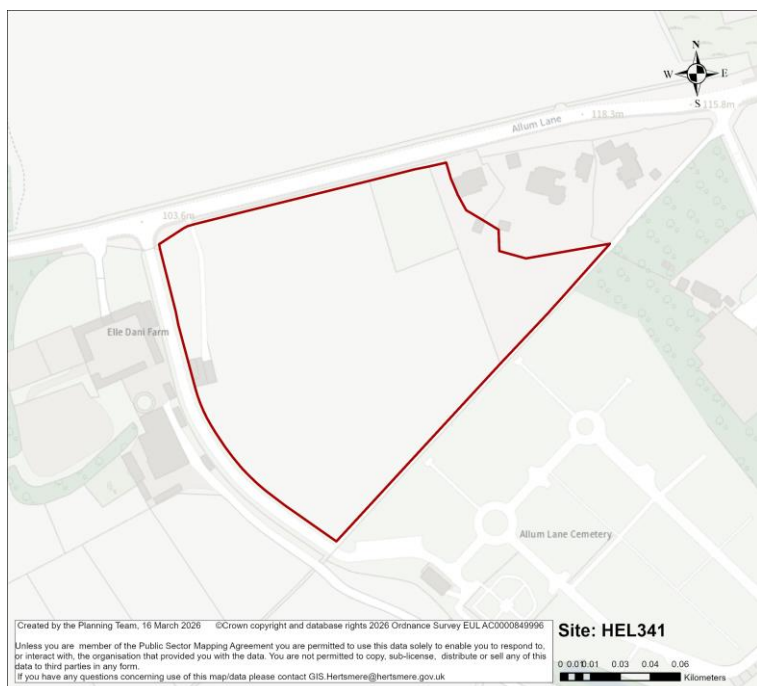 N
W E
S
115.8m
118.3m
Allum Lane
103.6m
Elle Dani Farm
Allum Lane Cemetery
Created by the Planning Team, 16 March 2026 ©Crown copyright and database rights 2026 Ordnance Survey EUL AC0000849996
Unless you are member of the Public Sector Mapping Agreement you are permitted to use this data solely to enable you to respond to,
or interact with, the organisation that provided you with the data. You are not permitted to copy, sub-license, distribute or sell any of this
data to third parties in any form.
If you have any questions concerning use of this map/data please contact GIS.Hertsmere@hertsmere.gov.uk
Site: HEL341
0 0.01 0.01 0.03 0.04 0.06
Kilometers